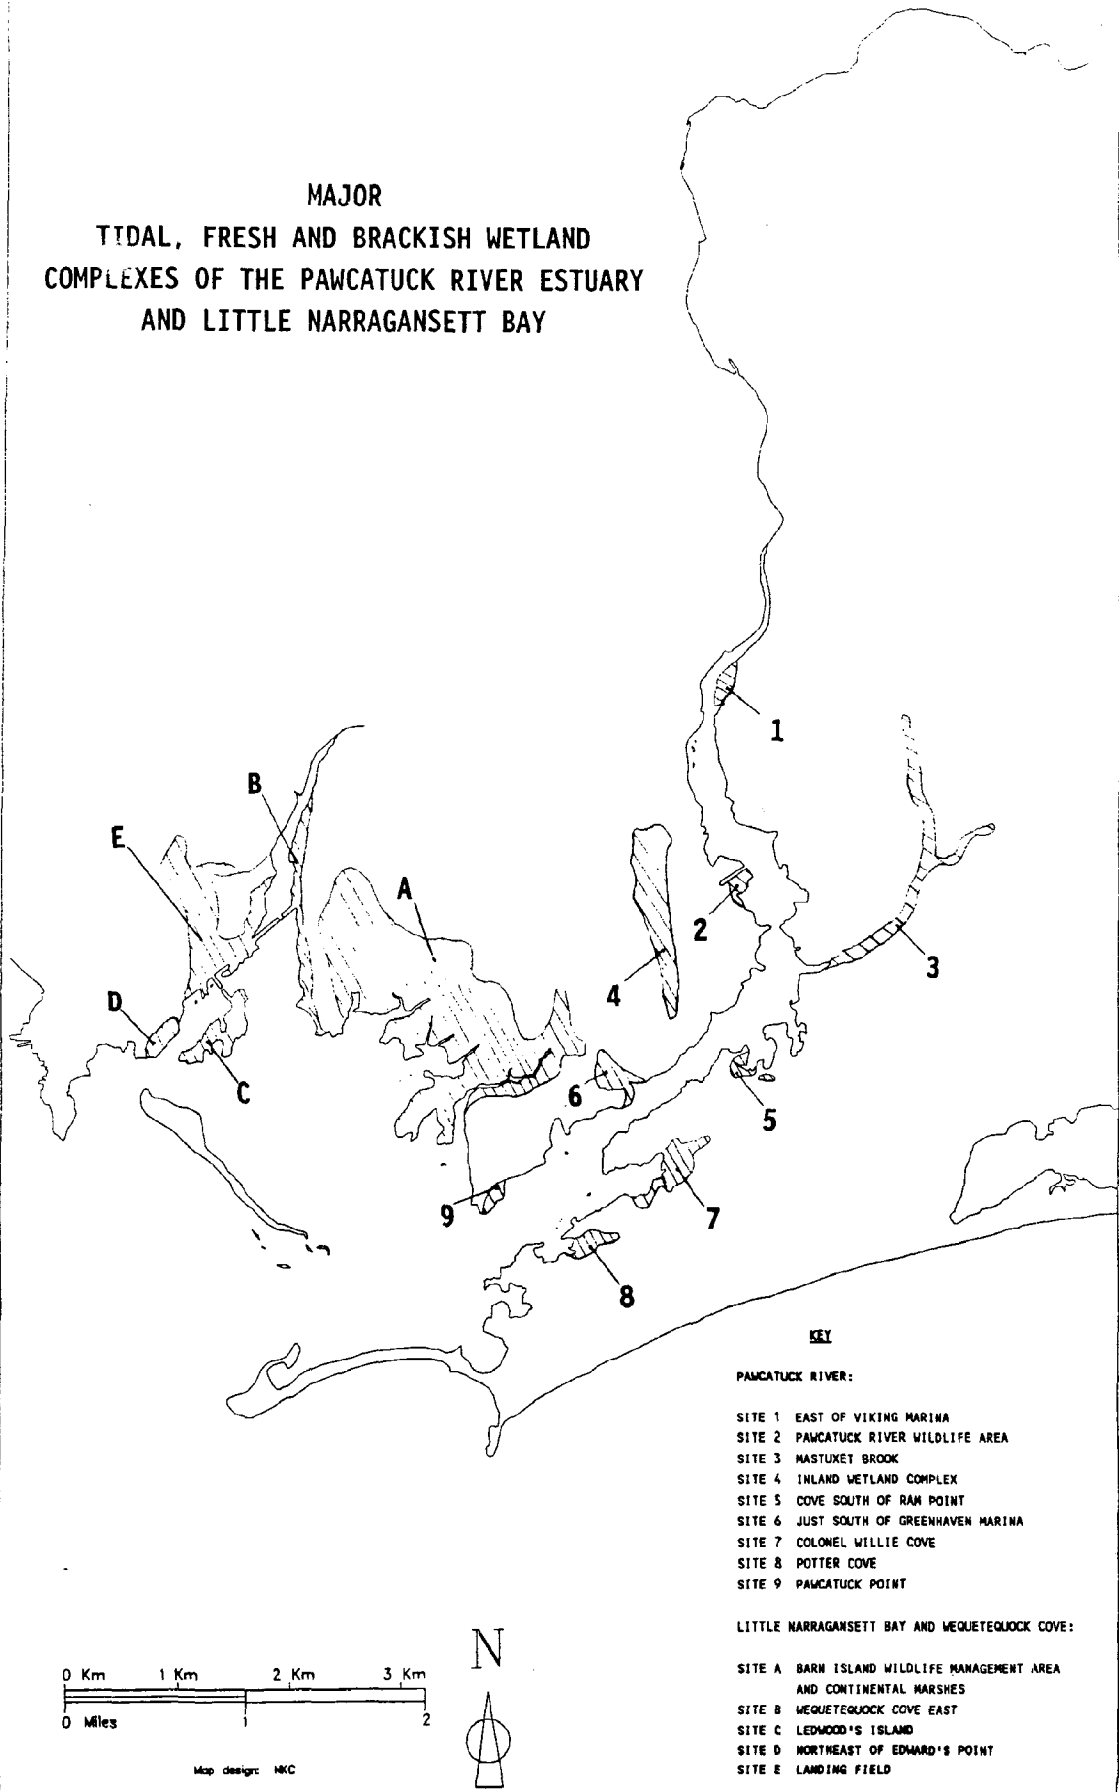 MAJOR
TIDAL, FRESH AND BRACKISH WETLAND
COMPLEXES OF THE PAWCATUCK RIVER ESTUARY
AND LITTLE NARRAGANSETT BAY
1
B
E
A
2
3
4
D
C
6
5
9
7
8
KEY
PAWCATUCK RIVER:
SITE 1 EAST OF VIKING MARINA
SITE 2 PAWCATUCK RIVER WILDLIFE AREA
SITE 3 MASTUXET BROOK
SITE 4 INLAND WETLAND COMPLEX
SITE 5 COVE SOUTH OF RAM POINT
SITE 6 JUST SOUTH OF GREENHAVEN MARINA
SITE 7 COLONEL WILLIE COVE
SITE 8 POTTER COVE
SITE 9 PAWCATUCK POINT
LITTLE NARRAGANSETT BAY AND WEQUETEQUOCK COVE:
SITE A BARN ISLAND WILDLIFE MANAGEMENT AREA
AND CONTINENTAL MARSHES
SITE B WEQUETEQUOCK COVE EAST
SITE C LEDWOOD'S ISLAND
SITE D NORTHEAST OF EDWARD'S POINT
SITE E LANDING FIELD
N
0 Km 1 Km 2 Km 3 Km
0 Miles 1 2
Map design: NKC